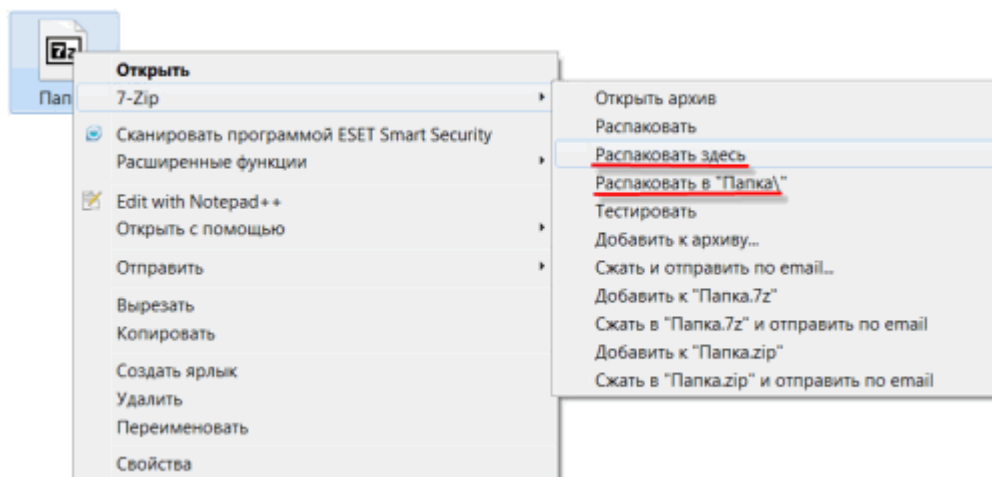 7z
Пап
Открыть
7-Zip
Сканировать программой ESET Smart Security
Расширенные функции
Edit with Notepad++
Открыть с помощью
Отправить
Вырезать
Копировать
Создать ярлык
Удалить
Переименовать
Свойства
Открыть архив
Распаковать
Распаковать здесь
Распаковать в "Папка\"
Тестировать
Добавить к архиву...
Сжать и отправить по email...
Добавить к "Папка.7z"
Сжать в "Папка.7z" и отправить по email
Добавить к "Папка.zip"
Сжать в "Папка.zip" и отправить по email